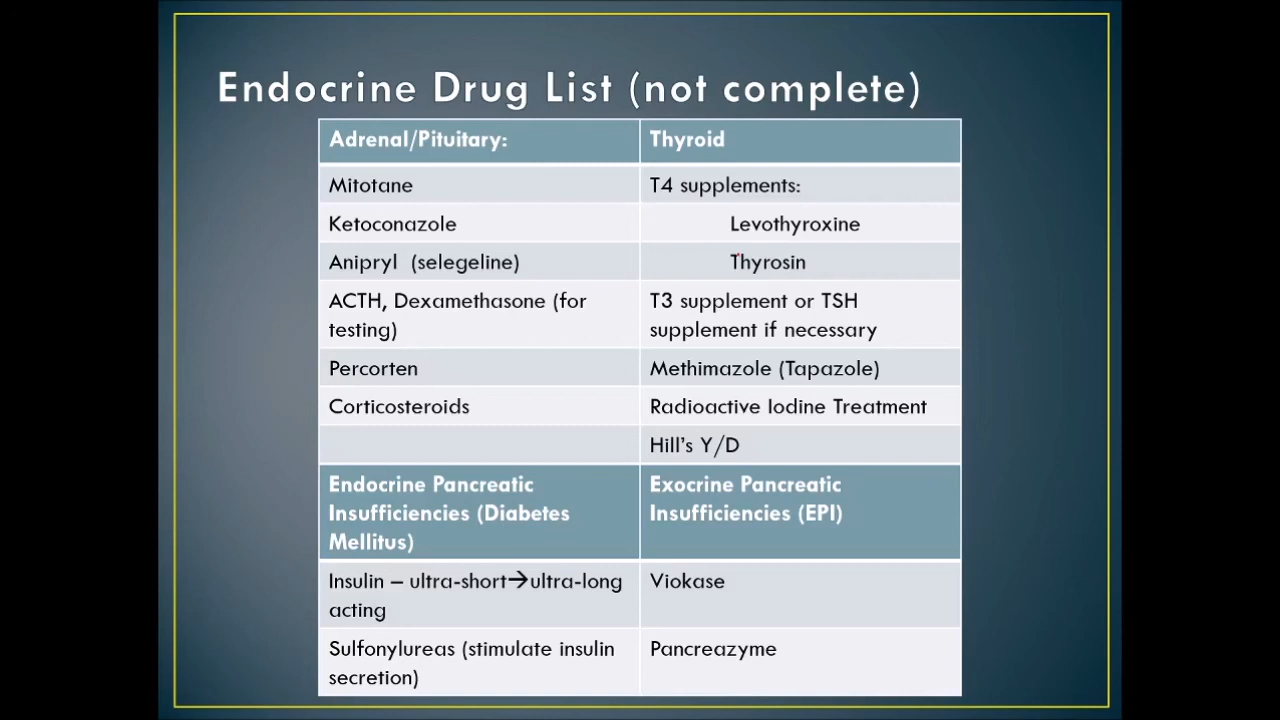 Endocrine Drug List (not complete)
Adrenal/Pituitary:
Thyroid
Mitotane
T4 supplements:
Ketoconazole
Levothyroxine
Anipryl (selegeline)
Thyrosin
ACTH, Dexamethasone (for
testing)
T3 supplement or TSH
supplement if necessary
Percorten
Methimazole (Tapazole)
Corticosteroids
Radioactive Iodine Treatment
Hill's Y/D
Endocrine Pancreatic
Insufficiencies (Diabetes
Mellitus)
Exocrine Pancreatic
Insufficiencies (EPI)
Insulin – ultra-short→ultra-long
acting
Viokase
Sulfonylureas (stimulate insulin
secretion)
Pancreazyme